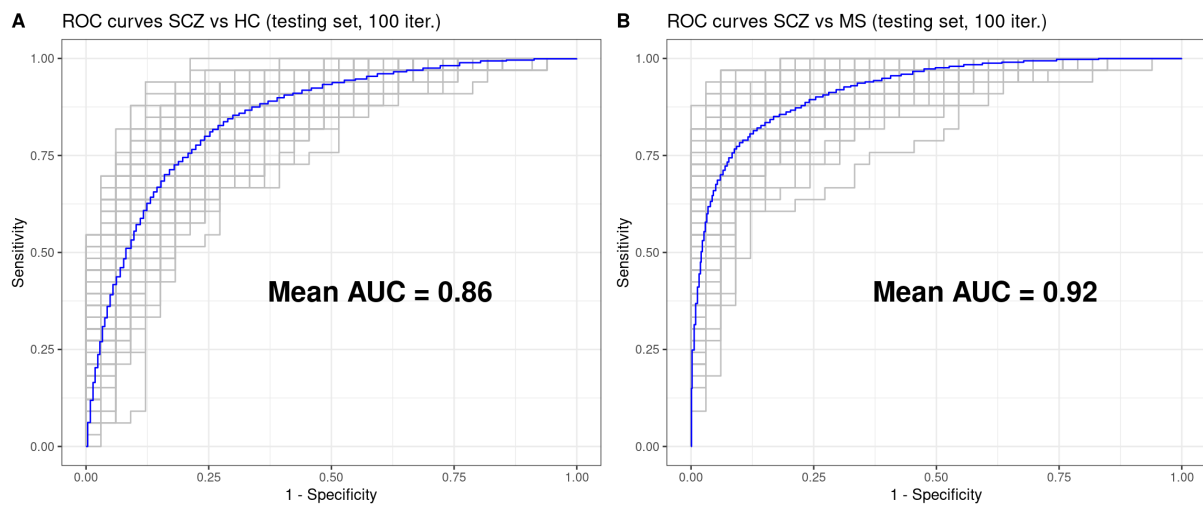 A ROC curves SCZ vs HC (testing set, 100 iter.)
1.00
0.75
0.50
0.25
0.00
Sensitivity
Mean AUC = 0.86
0.00 0.25 0.50 0.75 1.00
1 - Specificity
B ROC curves SCZ vs MS (testing set, 100 iter.)
1.00
0.75
0.50
0.25
0.00
Sensitivity
Mean AUC = 0.92
0.00 0.25 0.50 0.75 1.00
1 - Specificity